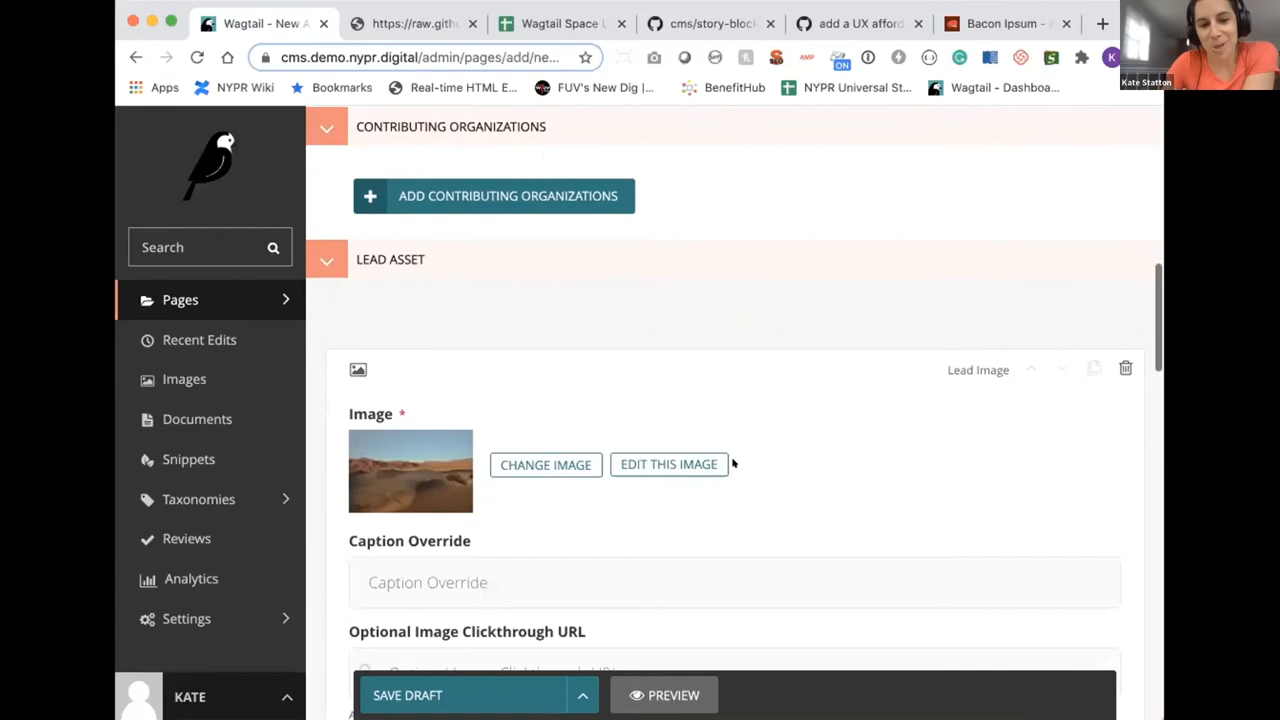 Wagtail - New A
https://raw.gith
Wagtail Space
cms/story-bloc
add a UX afford
Bacon Ipsum -
cms.demo.nypr.digital/admin/pages/add/ne...
AMP
ON
K
Kate Statton
Apps
NYPR Wiki
Bookmarks
Real-time HTML E...
FUV's New Dig |...
BenefitHub
NYPR Universal St...
Wagtail - Dashboa...
CONTRIBUTING ORGANIZATIONS
ADD CONTRIBUTING ORGANIZATIONS
Search
LEAD ASSET
Pages
Recent Edits
Images
Documents
Snippets
Taxonomies
Reviews
Analytics
Settings
KATE
Lead Image
Image *
CHANGE IMAGE
EDIT THIS IMAGE
Caption Override
Caption Override
Optional Image Clickthrough URL
SAVE DRAFT
PREVIEW